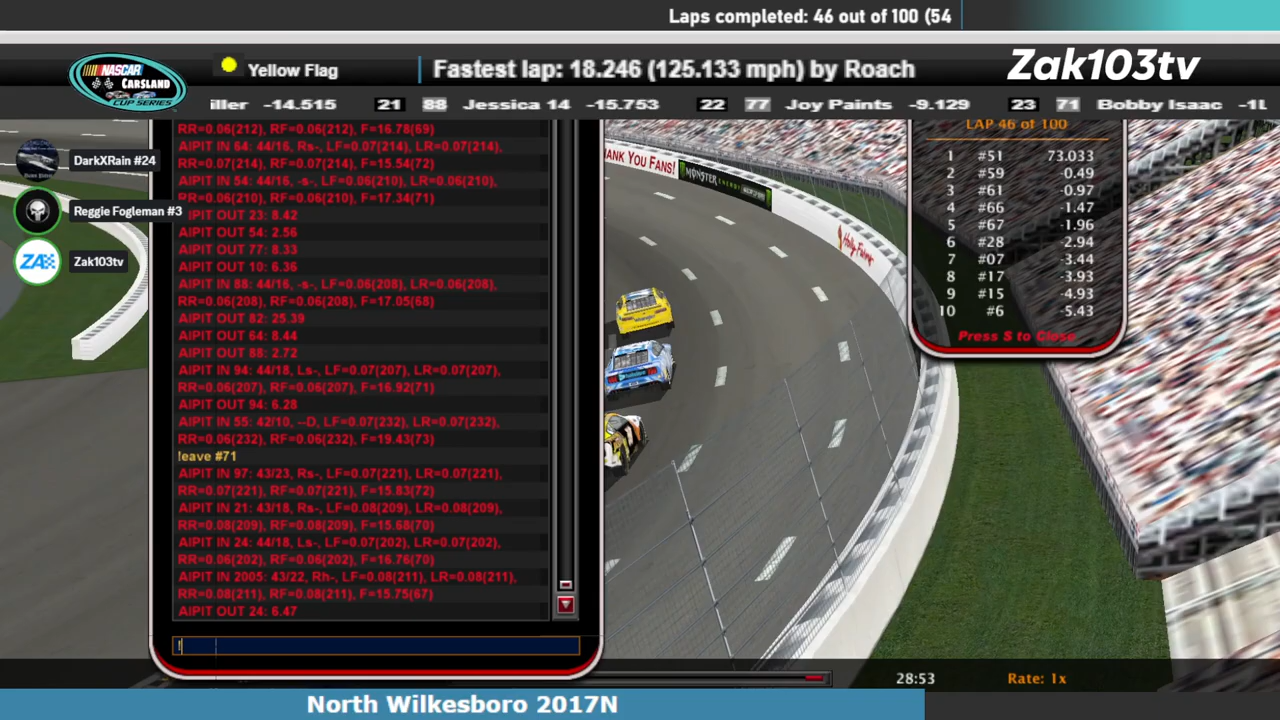 Laps completed: 46 out of 100 (54
NASCAR
CARSLAND
CUP SERIES
Yellow Flag
Fastest lap: 18.246 (125.133 mph) by Roach
Zak103tv
iller -14.515 21 88 Jessica 14 -15.753 22 77 Joy Paints -9.129 23 71 Bobby Isaac -1L
DarkXRain #24
Reggie Fogleman #3
ZA
Zak103tv
RR=0.06(212), RF=0.06(212), F=16.78(69)
AIPIT IN 64: 44/16, Rs-, LF=0.07(214), LR=0.07(214),
RR=0.07(214), RF=0.07(214), F=15.54(72)
AIPIT IN 54: 44/16, -s-, LF=0.06(210), LR=0.06(210),
RR=0.06(210), RF=0.06(210), F=17.34(71)
IPIT OUT 23: 8.42
AIPIT OUT 54: 2.56
AIPIT OUT 77: 8.33
AIPIT OUT 10: 6.36
AIPIT IN 88: 44/16, -s-, LF=0.06(208), LR=0.06(208),
RR=0.06(208), RF=0.06(208), F=17.05(68)
AIPIT OUT 82: 25.39
AIPIT OUT 64: 8.44
AIPIT OUT 88: 2.72
AIPIT IN 94: 44/18, Ls-, LF=0.07(207), LR=0.07(207),
RR=0.06(207), RF=0.06(207), F=16.92(71)
AIPIT OUT 94: 6.28
AIPIT IN 55: 42/10, --D, LF=0.07(232), LR=0.07(232),
RR=0.06(232), RF=0.06(232), F=19.43(73)
!eave #71
AIPIT IN 97: 43/23, Rs-, LF=0.07(221), LR=0.07(221),
RR=0.07(221), RF=0.07(221), F=15.83(72)
AIPIT IN 21: 43/18, Rs-, LF=0.08(209), LR=0.08(209),
RR=0.08(209), RF=0.08(209), F=15.68(70)
AIPIT IN 24: 44/18, Ls-, LF=0.07(202), LR=0.07(202),
RR=0.06(202), RF=0.06(202), F=16.76(70)
AIPIT IN 2005: 43/22, Rh-, LF=0.08(211), LR=0.08(211),
RR=0.08(211), RF=0.08(211), F=15.75(67)
AIPIT OUT 24: 6.47
!
HANK YOU FANS!
MONSTER ENERGY
Holly Farms
LAP 46 of 100
1 #51 73.033
2 #59 -0.49
3 #61 -0.97
4 #66 -1.47
5 #67 -1.96
6 #28 -2.94
7 #07 -3.44
8 #17 -3.93
9 #15 -4.93
10 #6 5.43
Press S to Close
28:53
Rate: 1x
North Wilkesboro 2017N